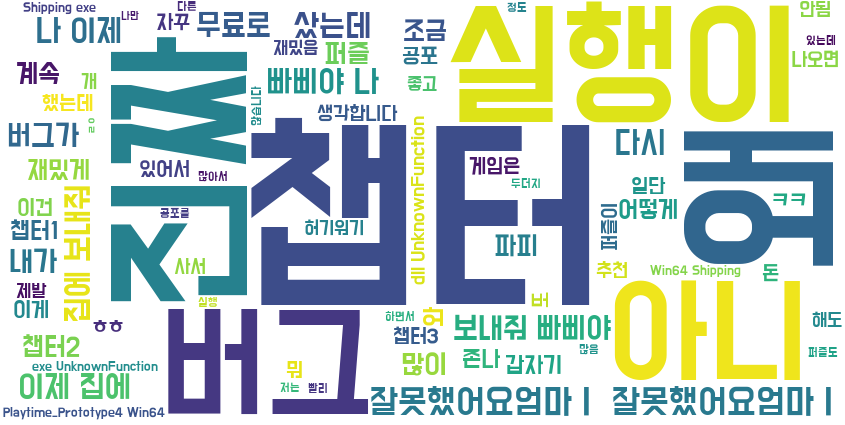 Shipping exe
나만
다른
정도
나 이제
자꾸
무료로
샀는데
조금
실행이
안됨
재밌음
퍼즐
공포
있는데
나오면
계속
개
빠삐야 나
좋고
진짜
했는데
생각합니다
많습니다
버그가
챕터
왜
다시
재밌게
있어서
많아서
dll UnknownFunction
게임은
두더지
일단
ㅋㅋ
이건
집에 보내줘
공포를
허기워기
어떻게
챕터1
파피
퍼즐이
내가
사서
추천
Win64 Shipping
돈
제발
이게
실행
버
아니
ㅎㅎ
버그
하면서
와
보내줘 빠삐야
해도
챕터2
챕터3
많음
퍼즐도
exe UnknownFunction
뭐
많이
존나
갑자기
이제 집에
저는
빨리
잘못했어요엄마ㅣ
잘못했어요엄마ㅣ
Playtime_Prototype4 Win64